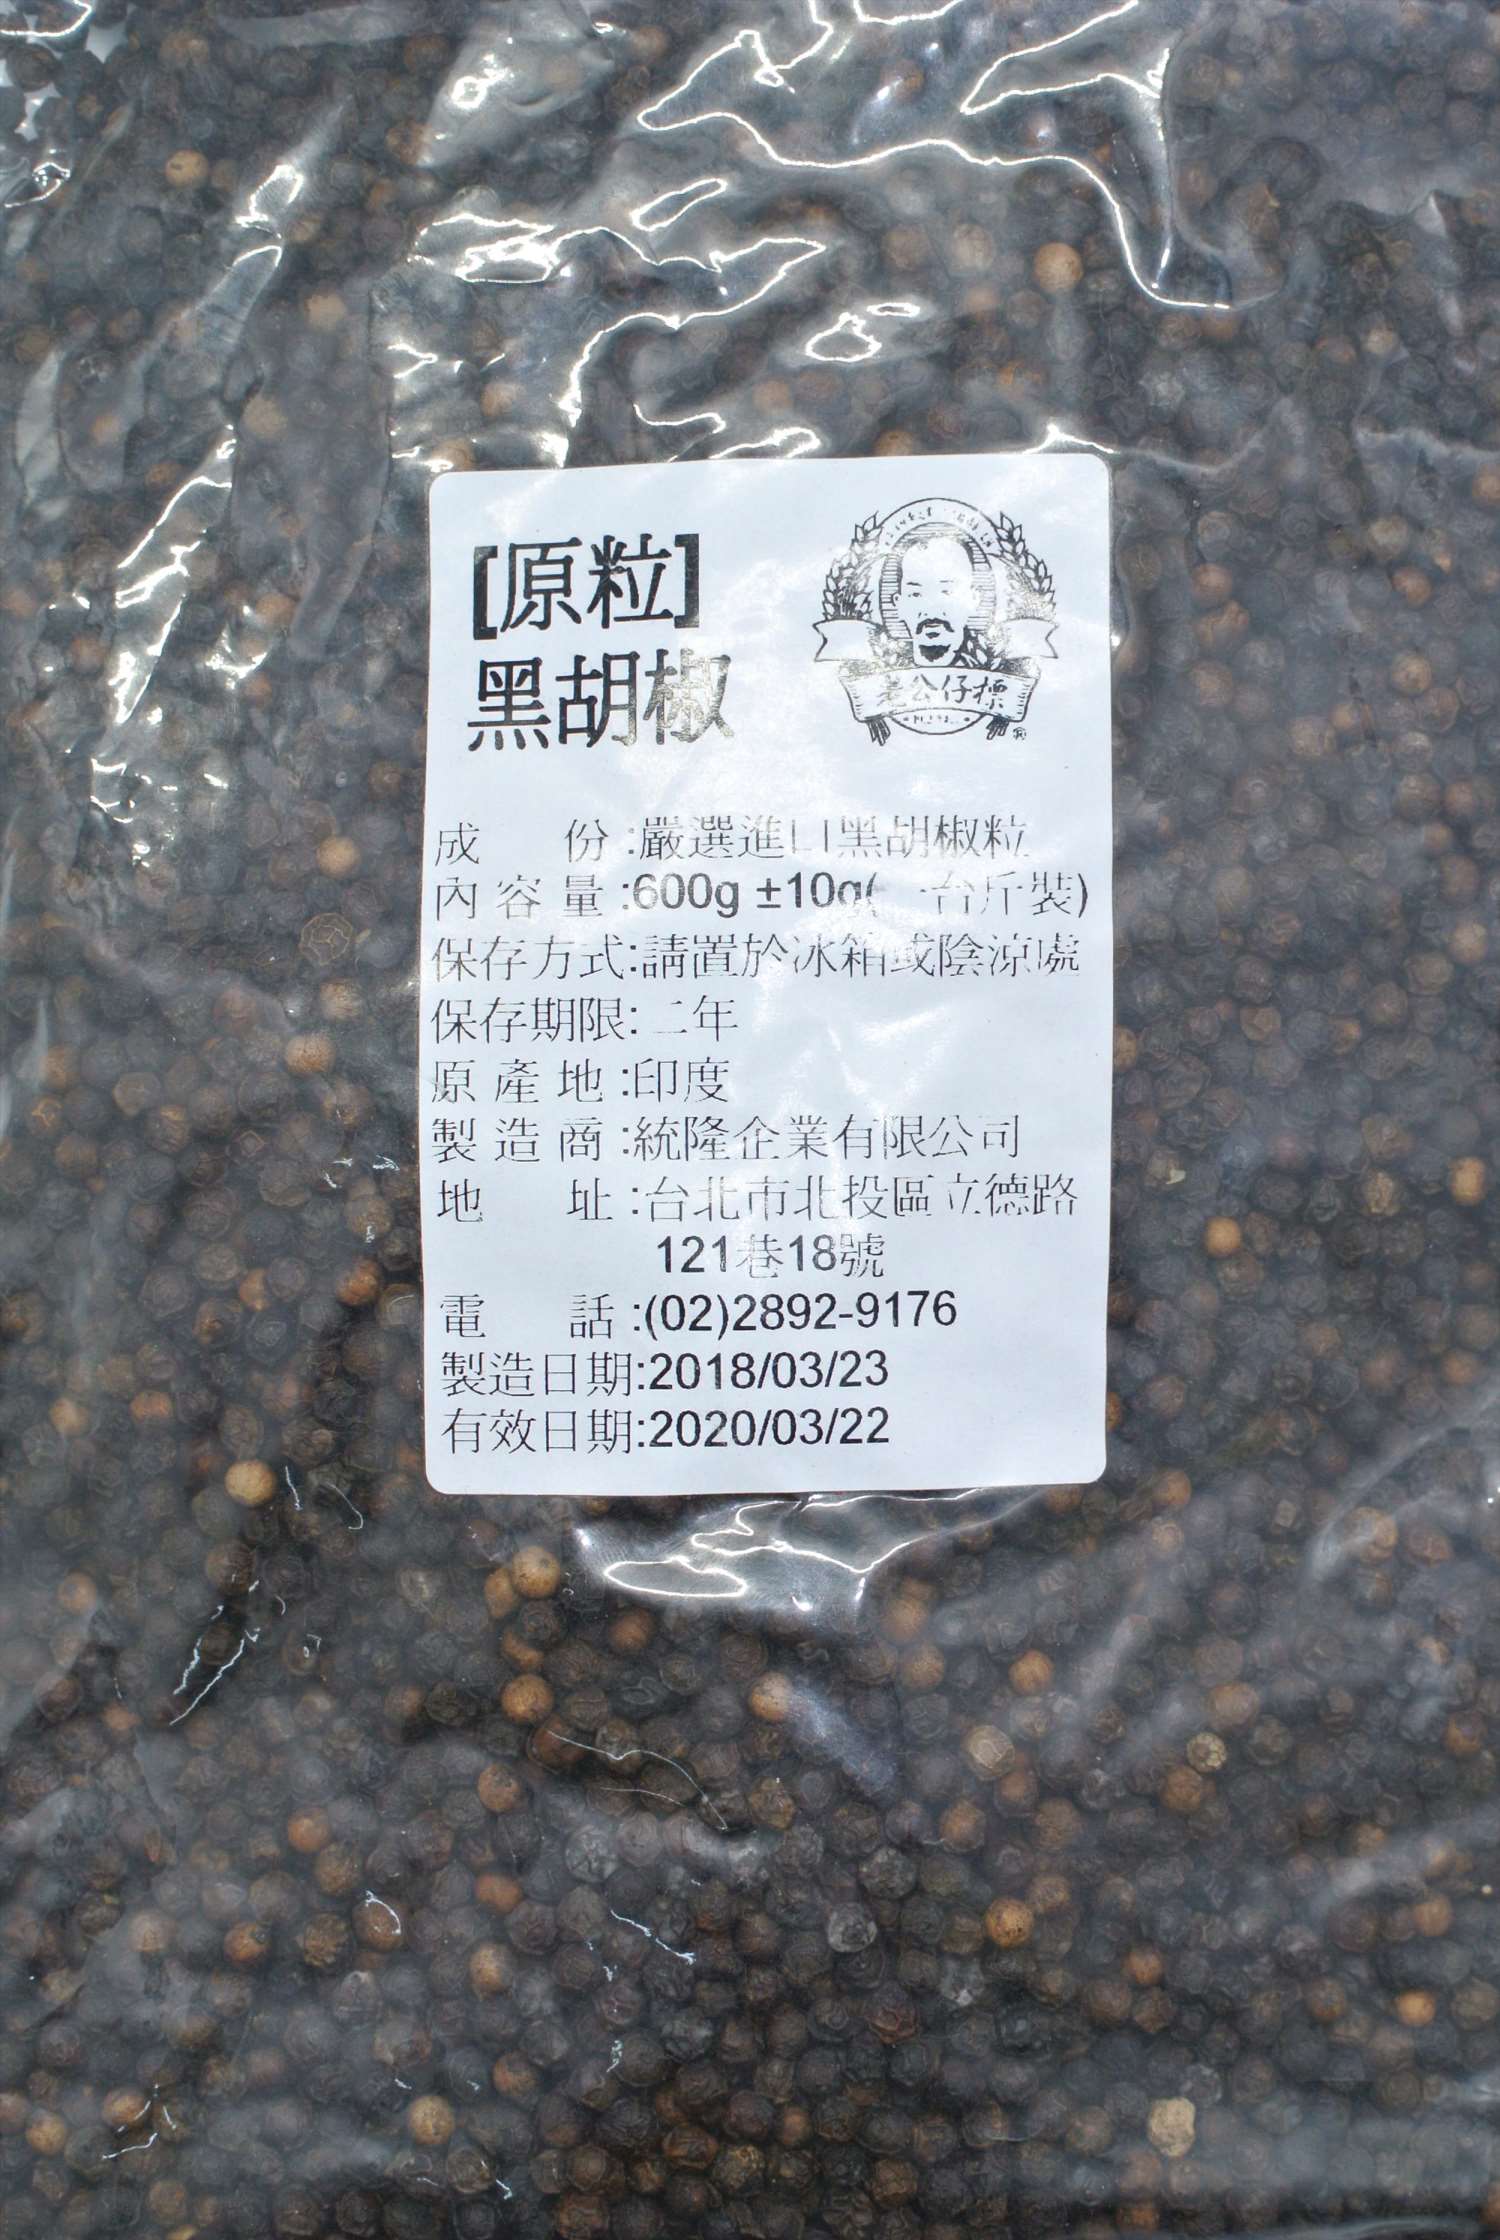 [原粒]
黑胡椒
老公仔標
®
成份:嚴選進口黑胡椒粒
內容量:600g ±10g(一台斤裝)
保存方式:請置於冰箱或陰涼處
保存期限:二年
原產地:印度
製造商:統隆企業有限公司
地址:台北市北投區立德路
121巷18號
電話:(02)2892-9176
製造日期:2018/03/23
有效日期:2020/03/22